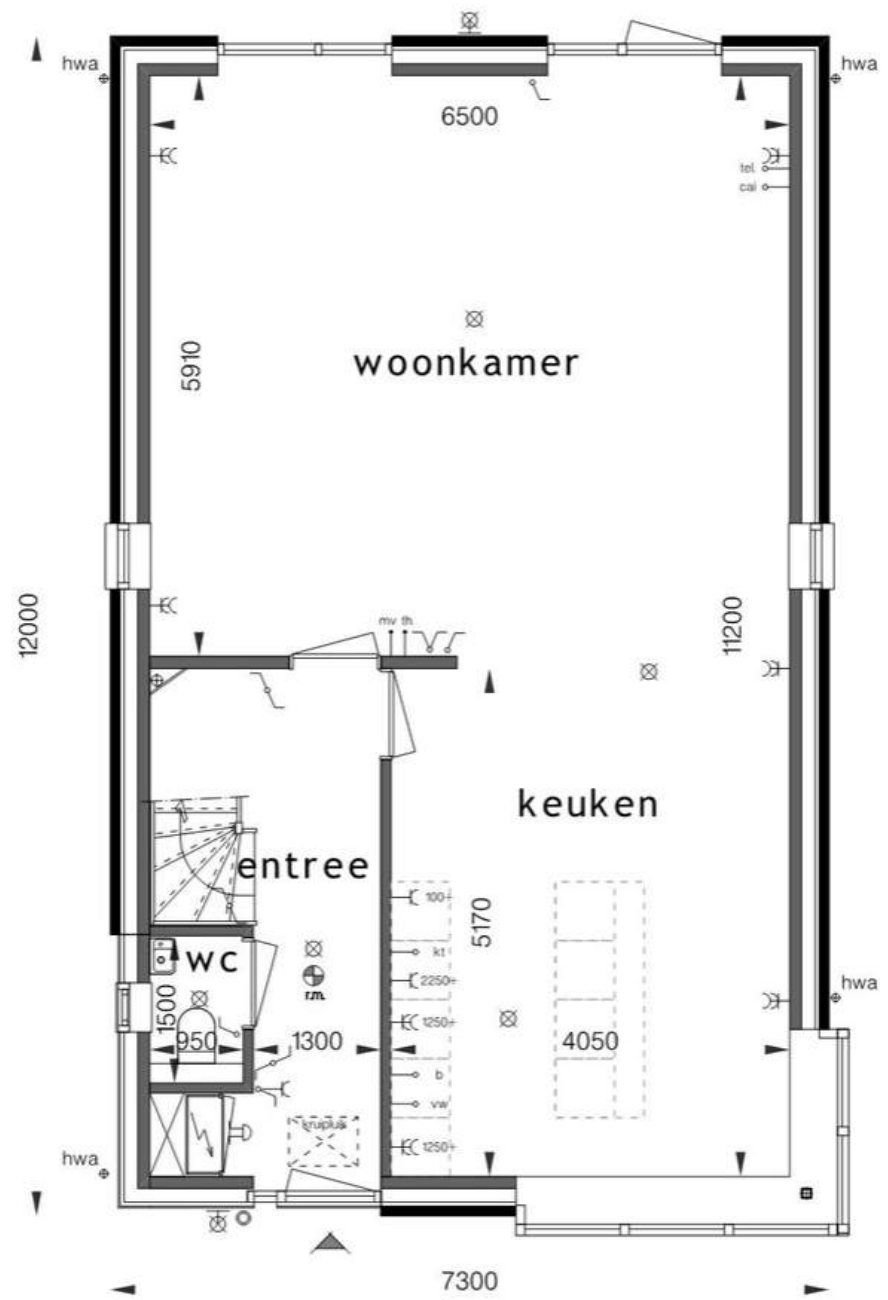 hwa
hwa
6500
tel.
cai
5910
woonkamer
12000
11200
mv th.
keuken
entree
100+
5170
wc
kt
2250+
r.m.
1500
1250+
950
1300
4050
b
vw
kruipluik
1250+
hwa
hwa
7300